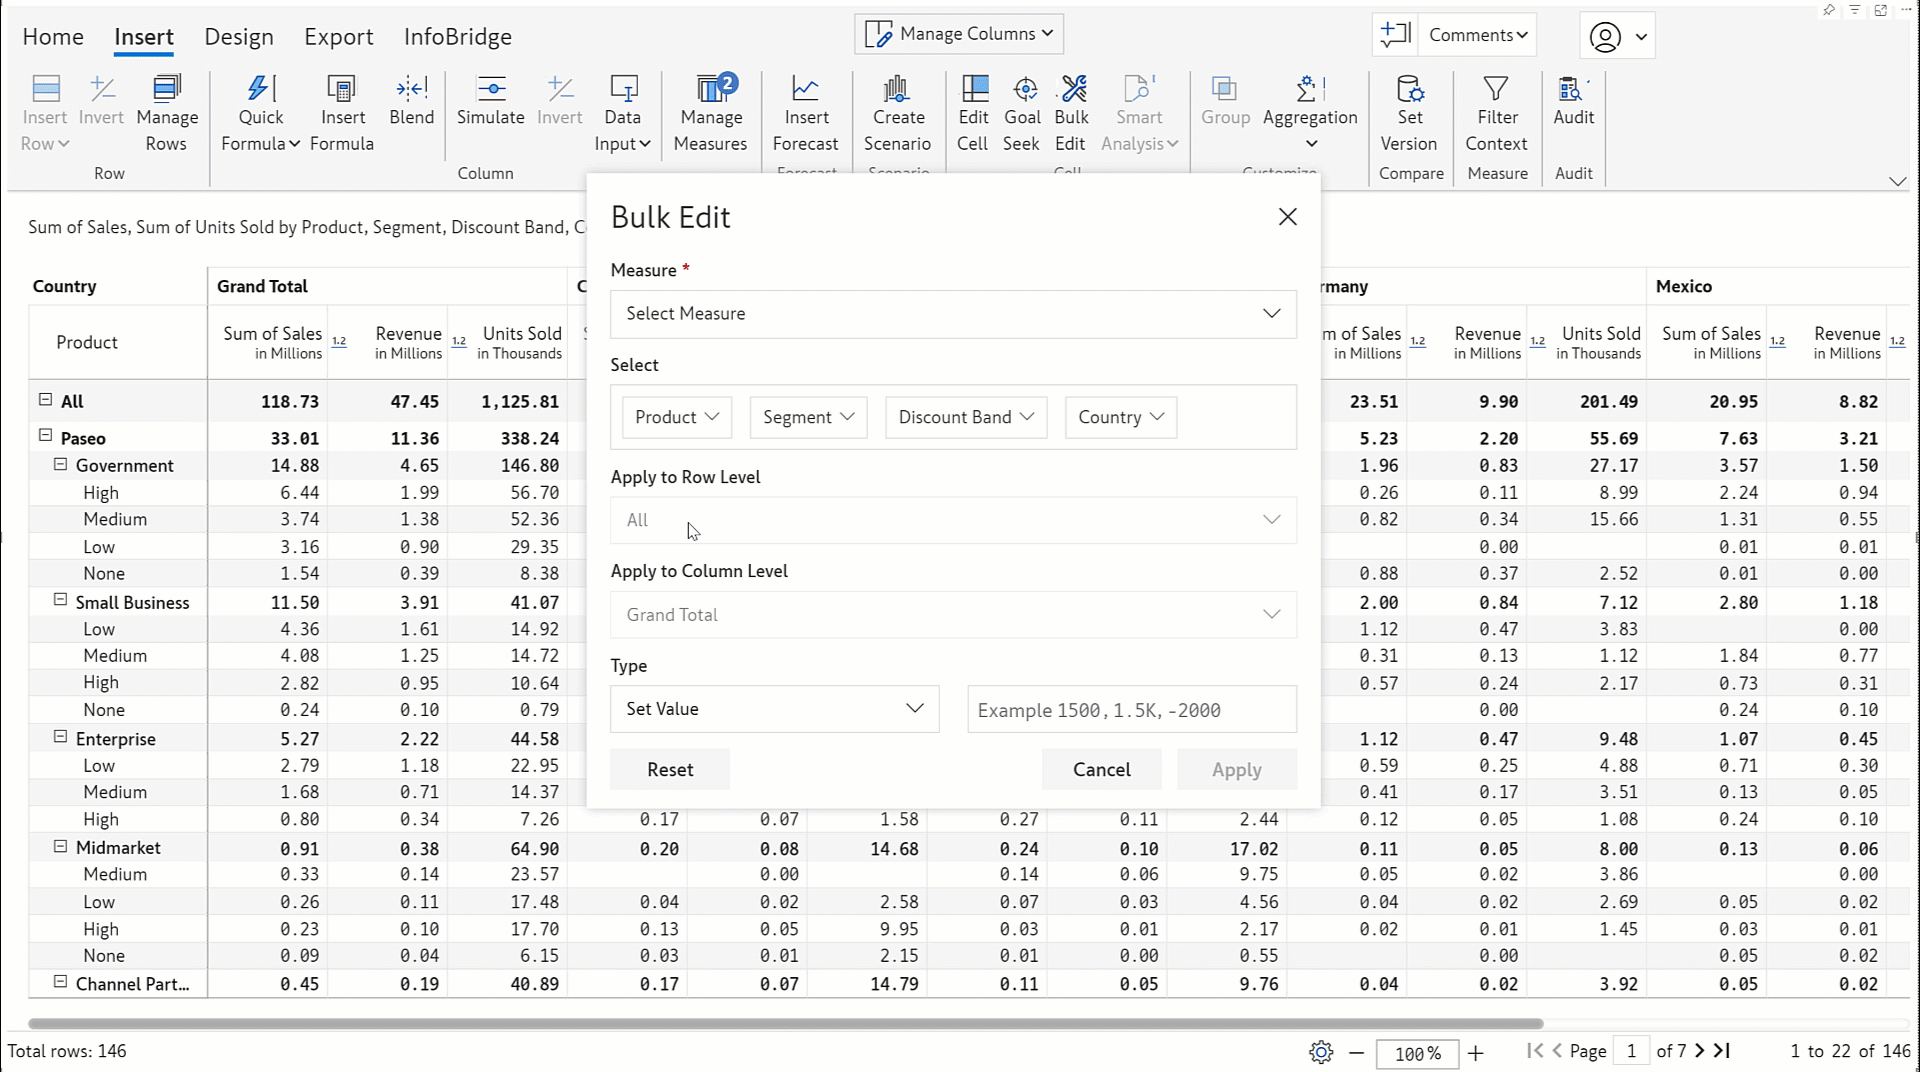 Home Insert Design Export InfoBridge Manage Columns Comments
Insert Row Invert Manage Rows Quick Formula Insert Formula Blend Simulate Invert Data Input Manage Measures 2 Insert Forecast Create Scenario Edit Cell Goal Seek Bulk Edit Smart Analysis Group Aggregation Set Version Filter Context Audit
Row Column Forecast Scenario Cell Customize Compare Measure Audit
Sum of Sales, Sum of Units Sold by Product, Segment, Discount Band, C
Bulk Edit
Measure *
Select Measure
Select
Product Segment Discount Band Country
Apply to Row Level
All
Apply to Column Level
Grand Total
Type
Set Value Example 1500, 1.5K, -2000
Reset Cancel Apply
Country Grand Total C rmany Mexico
Product Sum of Sales in Millions 1.2 Revenue in Millions 1.2 Units Sold in Thousands S m of Sales in Millions 1.2 Revenue in Millions 1.2 Units Sold in Thousands Sum of Sales in Millions 1.2 Revenue in Millions 1.2
All 118.73 47.45 1,125.81 23.51 9.90 201.49 20.95 8.82
Paseo 33.01 11.36 338.24 5.23 2.20 55.69 7.63 3.21
Government 14.88 4.65 146.80 1.96 0.83 27.17 3.57 1.50
High 6.44 1.99 56.70 0.26 0.11 8.99 2.24 0.94
Medium 3.74 1.38 52.36 0.82 0.34 15.66 1.31 0.55
Low 3.16 0.90 29.35 0.00 0.01 0.01
None 1.54 0.39 8.38 0.88 0.37 2.52 0.01 0.00
Small Business 11.50 3.91 41.07 2.00 0.84 7.12 2.80 1.18
Low 4.36 1.61 14.92 1.12 0.47 3.83 0.00
Medium 4.08 1.25 14.72 0.31 0.13 1.12 1.84 0.77
High 2.82 0.95 10.64 0.57 0.24 2.17 0.73 0.31
None 0.24 0.10 0.79 0.00 0.24 0.10
Enterprise 5.27 2.22 44.58 1.12 0.47 9.48 1.07 0.45
Low 2.79 1.18 22.95 0.59 0.25 4.88 0.71 0.30
Medium 1.68 0.71 14.37 0.41 0.17 3.51 0.13 0.05
High 0.80 0.34 7.26 0.17 0.07 1.58 0.27 0.11 2.44 0.12 0.05 1.08 0.24 0.10
Midmarket 0.91 0.38 64.90 0.20 0.08 14.68 0.24 0.10 17.02 0.11 0.05 8.00 0.13 0.06
Medium 0.33 0.14 23.57 0.00 0.14 0.06 9.75 0.05 0.02 3.86 0.00
Low 0.26 0.11 17.48 0.04 0.02 2.58 0.07 0.03 4.56 0.04 0.02 2.69 0.05 0.02
High 0.23 0.10 17.70 0.13 0.05 9.95 0.03 0.01 2.17 0.02 0.01 1.45 0.03 0.01
None 0.09 0.04 6.15 0.03 0.01 2.15 0.01 0.00 0.55 0.00 0.05 0.02
Channel Part... 0.45 0.19 40.89 0.17 0.07 14.79 0.11 0.05 9.76 0.04 0.02 3.92 0.05 0.02
Total rows: 146 100% Page 1 of 7 1 to 22 of 146